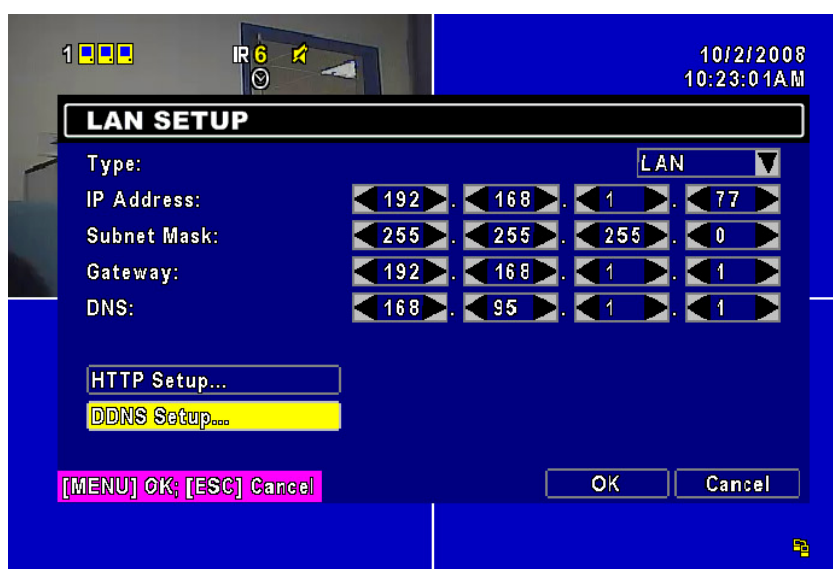 1 IR 6
10/2/2008
10:23:01AM
LAN SETUP
Type: LAN
IP Address: 192 . 168 . 1 . 77
Subnet Mask: 255 . 255 . 255 . 0
Gateway: 192 . 168 . 1 . 1
DNS: 168 . 95 . 1 . 1
HTTP Setup...
DDNS Setup...
[MENU] OK; [ESC] Cancel OK Cancel